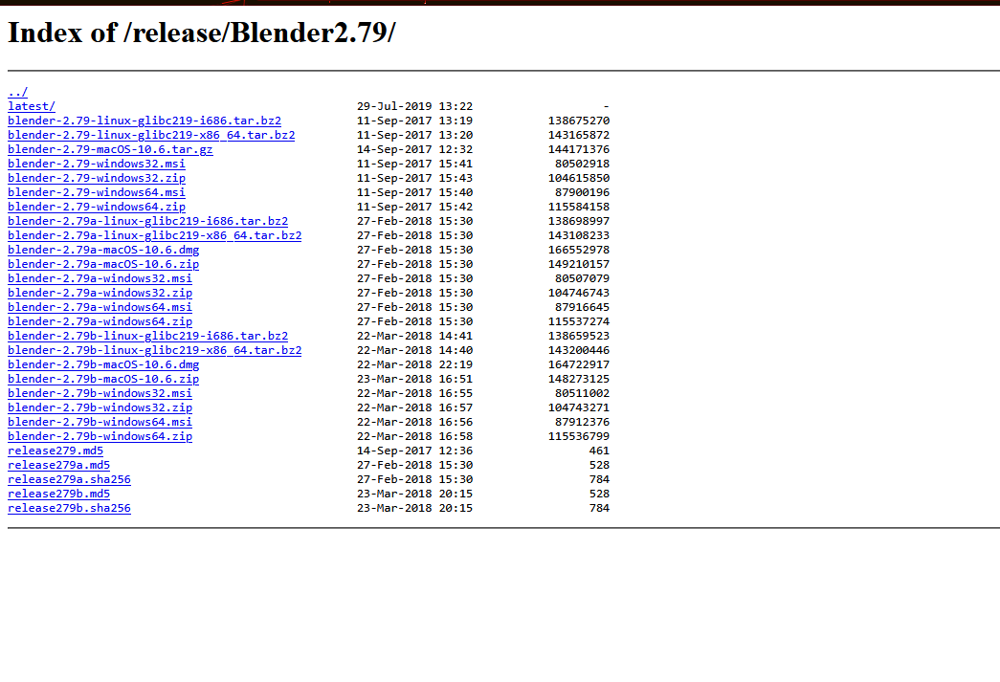 Index of /release/Blender2.79/
../
latest/ 29-Jul-2019 13:22 -
blender-2.79-linux-glibc219-i686.tar.bz2 11-Sep-2017 13:19 138675270
blender-2.79-linux-glibc219-x86_64.tar.bz2 11-Sep-2017 13:20 143165872
blender-2.79-macOS-10.6.tar.gz 14-Sep-2017 12:32 144171376
blender-2.79-windows32.msi 11-Sep-2017 15:41 80502918
blender-2.79-windows32.zip 11-Sep-2017 15:43 104615850
blender-2.79-windows64.msi 11-Sep-2017 15:40 87900196
blender-2.79-windows64.zip 11-Sep-2017 15:42 115584158
blender-2.79a-linux-glibc219-i686.tar.bz2 27-Feb-2018 15:30 138698997
blender-2.79a-linux-glibc219-x86_64.tar.bz2 27-Feb-2018 15:30 143108233
blender-2.79a-macOS-10.6.dmg 27-Feb-2018 15:30 166552978
blender-2.79a-macOS-10.6.zip 27-Feb-2018 15:30 149210157
blender-2.79a-windows32.msi 27-Feb-2018 15:30 80507079
blender-2.79a-windows32.zip 27-Feb-2018 15:30 104746743
blender-2.79a-windows64.msi 27-Feb-2018 15:30 87916645
blender-2.79a-windows64.zip 27-Feb-2018 15:30 115537274
blender-2.79b-linux-glibc219-i686.tar.bz2 22-Mar-2018 14:41 138659523
blender-2.79b-linux-glibc219-x86_64.tar.bz2 22-Mar-2018 14:40 143200446
blender-2.79b-macOS-10.6.dmg 22-Mar-2018 22:19 164722917
blender-2.79b-macOS-10.6.zip 23-Mar-2018 16:51 148273125
blender-2.79b-windows32.msi 22-Mar-2018 16:55 80511002
blender-2.79b-windows32.zip 22-Mar-2018 16:57 104743271
blender-2.79b-windows64.msi 22-Mar-2018 16:56 87912376
blender-2.79b-windows64.zip 22-Mar-2018 16:58 115536799
release279.md5 14-Sep-2017 12:36 461
release279a.md5 27-Feb-2018 15:30 528
release279a.sha256 27-Feb-2018 15:30 784
release279b.md5 23-Mar-2018 20:15 528
release279b.sha256 23-Mar-2018 20:15 784